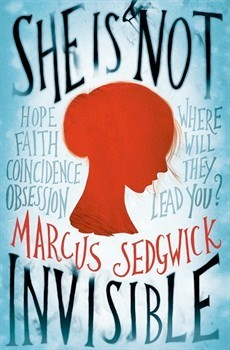 SHE IS NOT
HOPE
FAITH
COINCIDENCE
OBSESSION
WHERE
WILL
THEY
LEAD YOU?
MARCUS SEDGWICK
INVISIBLE